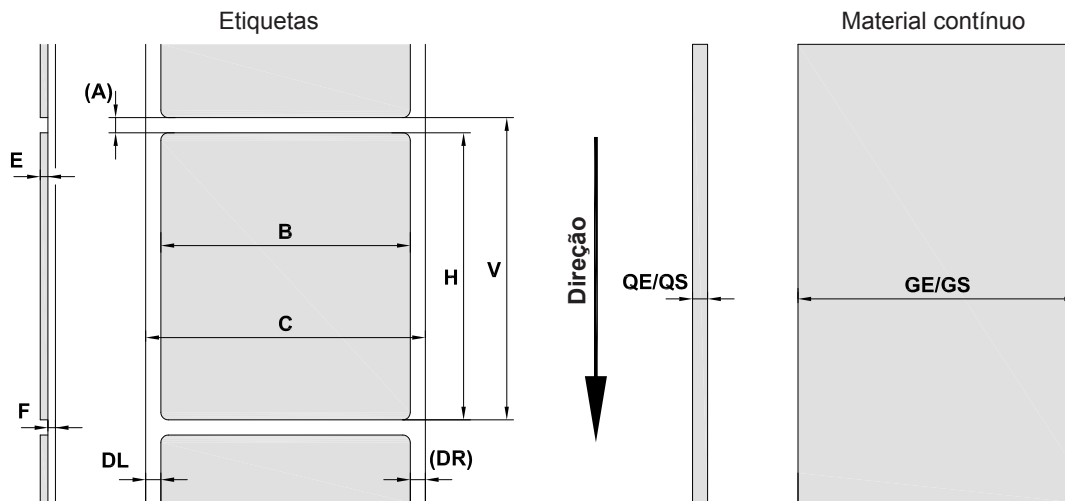 Etiquetas
Material contínuo
(A)
E
B
H
V
C
F
DL
(DR)
Direção
QE/QS
GE/GS